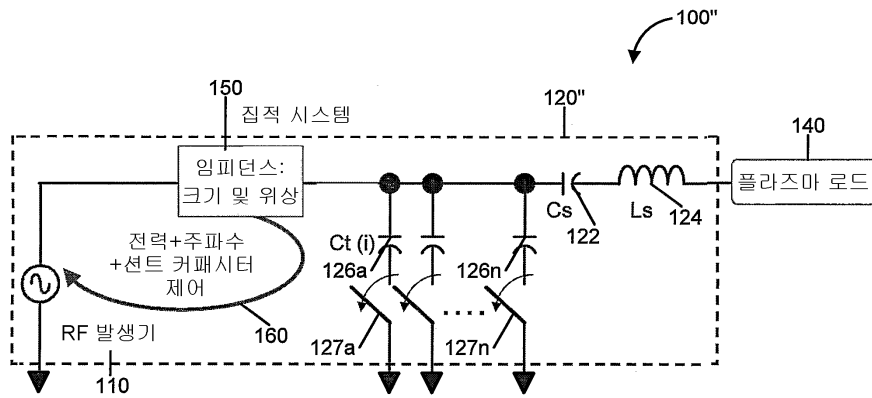 100"
150
집적 시스템
120"
140
임피던스:
크기 및 위상
플라즈마 로드
Cs
122
Ls
124
전력+주파수
+션트 커패시터
제어
Ct (i)
126a
126n
160
RF 발생기
127a
127n
110